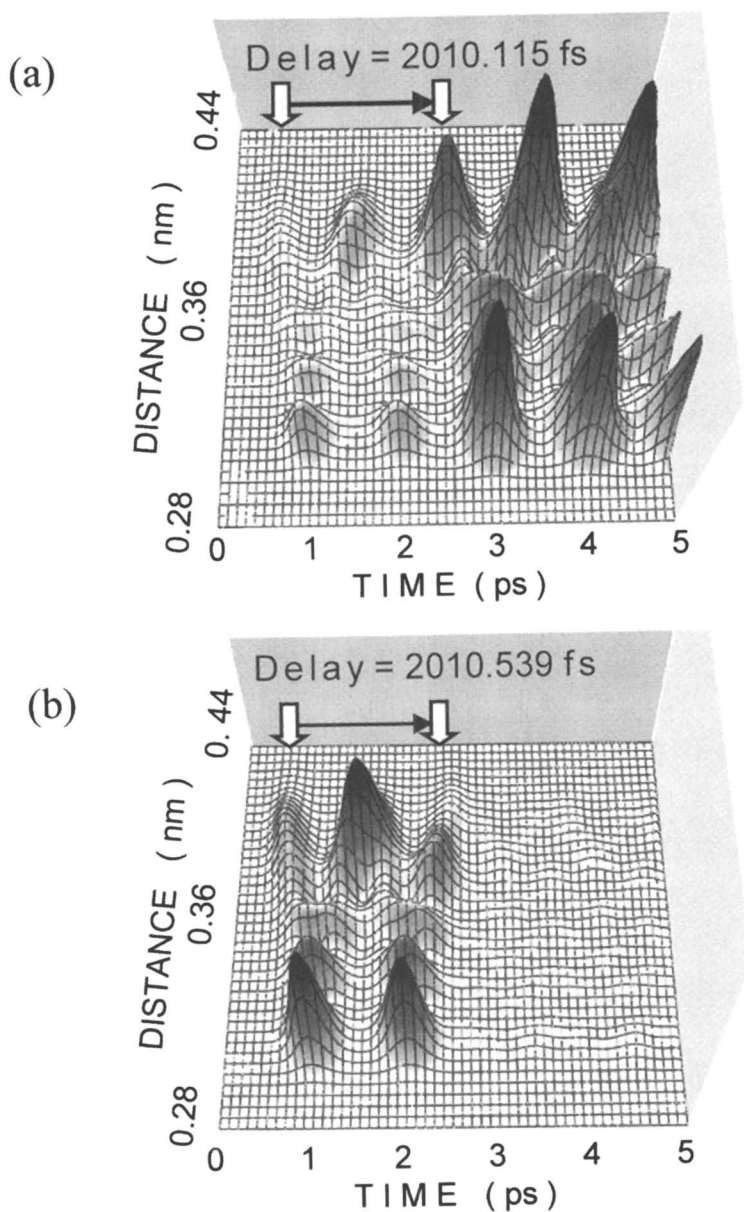 (a)
Delay = 2010.115 fs
0.44
0.36
0.28
DISTANCE (nm)
0 1 2 3 4 5
TIME (ps)
(b)
Delay = 2010.539 fs
0.44
0.36
0.28
DISTANCE (nm)
0 1 2 3 4 5
TIME (ps)